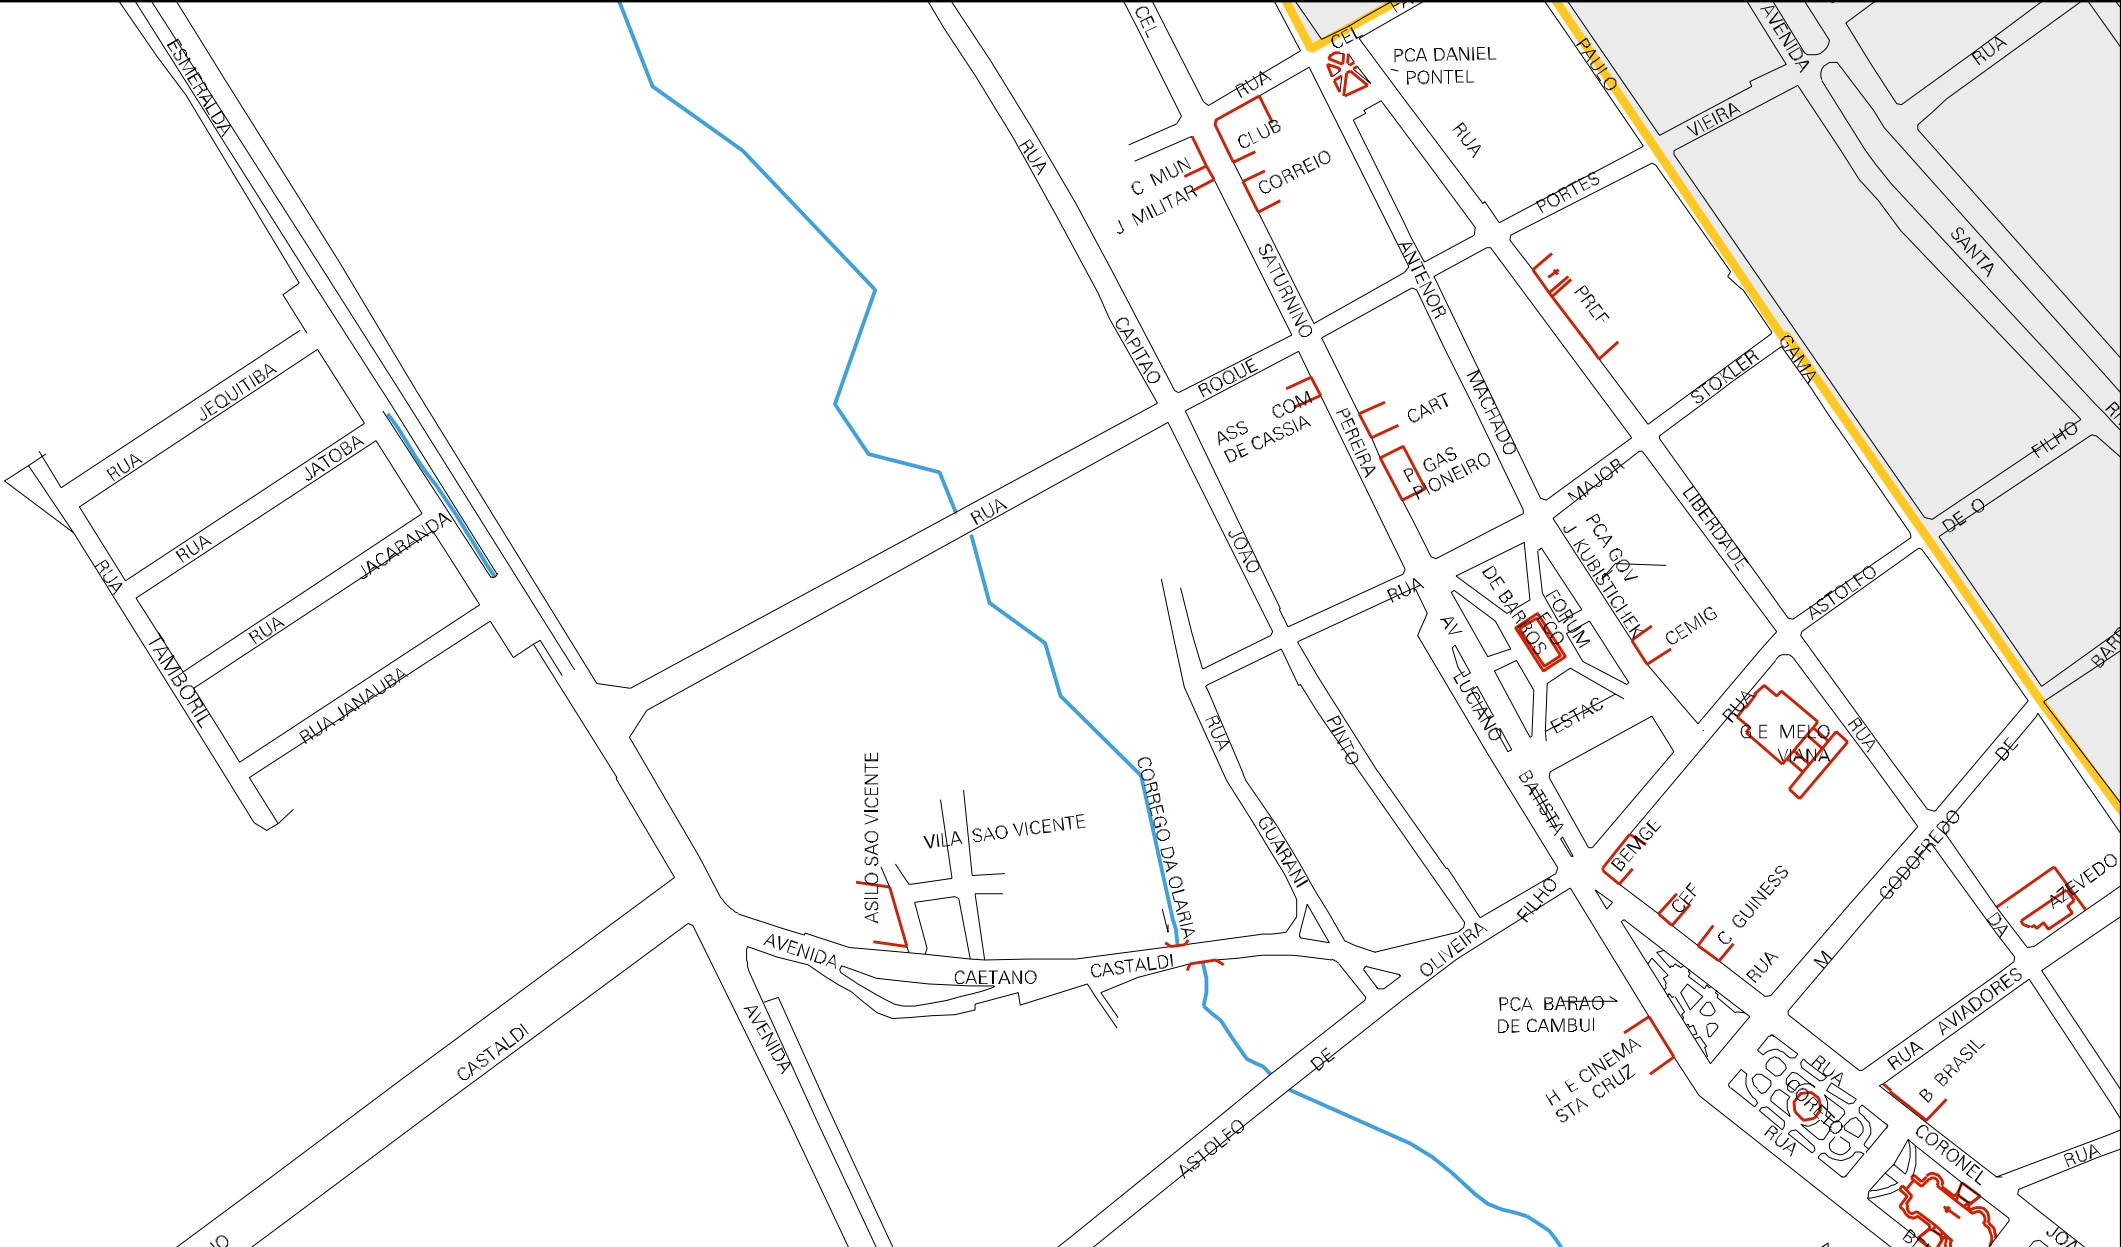 ESMERALDA
CEL
CEL
PCA DANIEL
PONTEL
PAULO
AVENIDA
RUA
RUA
VIEIRA
RUA
RUA
CLUB
CORREIO
C MUN
J MILITAR
PORTES
SANTA
SATURNINO
ANTENOR
PREF
CAPITAO
ROQUE
STOKLER
GAMA
JEQUITIBA
RUA
JATOBA
RUA
JACARANDA
RUA
RUA JANAUBA
RUA
TAMBORIL
ASS COM
DE CASSIA
PEREIRA
CART
MACHADO
P GAS
PIONEIRO
MAJOR
LIBERDADE
FILHO
DE O
RUA
JOAO
RUA
PCA GOV
J KUBISTICHEK
DE BARROS
FORUM
ECO
CEMIG
ASTOLFO
AV
LUCIANO
ESTAC
BATISTA
RUA
G E MELO
VIANA
RUA
DE
GODOFREDO
M
RUA
PINTO
GUARANI
CORREGO DA OLARIA
ASILO SAO VICENTE
VILA SAO VICENTE
BEMGE
CEF
C GUINESS
RUA
AZEVEDO
DA
AVENIDA
CAETANO
CASTALDI
OLIVEIRA
FILHO
AVENIDA
CASTALDI
PCA BARAO
DE CAMBUI
H E CINEMA
STA CRUZ
RUA
AVIADORES
B BRASIL
RUA
CORETO
RUA
CORONEL
RUA
DE
ASTOLFO